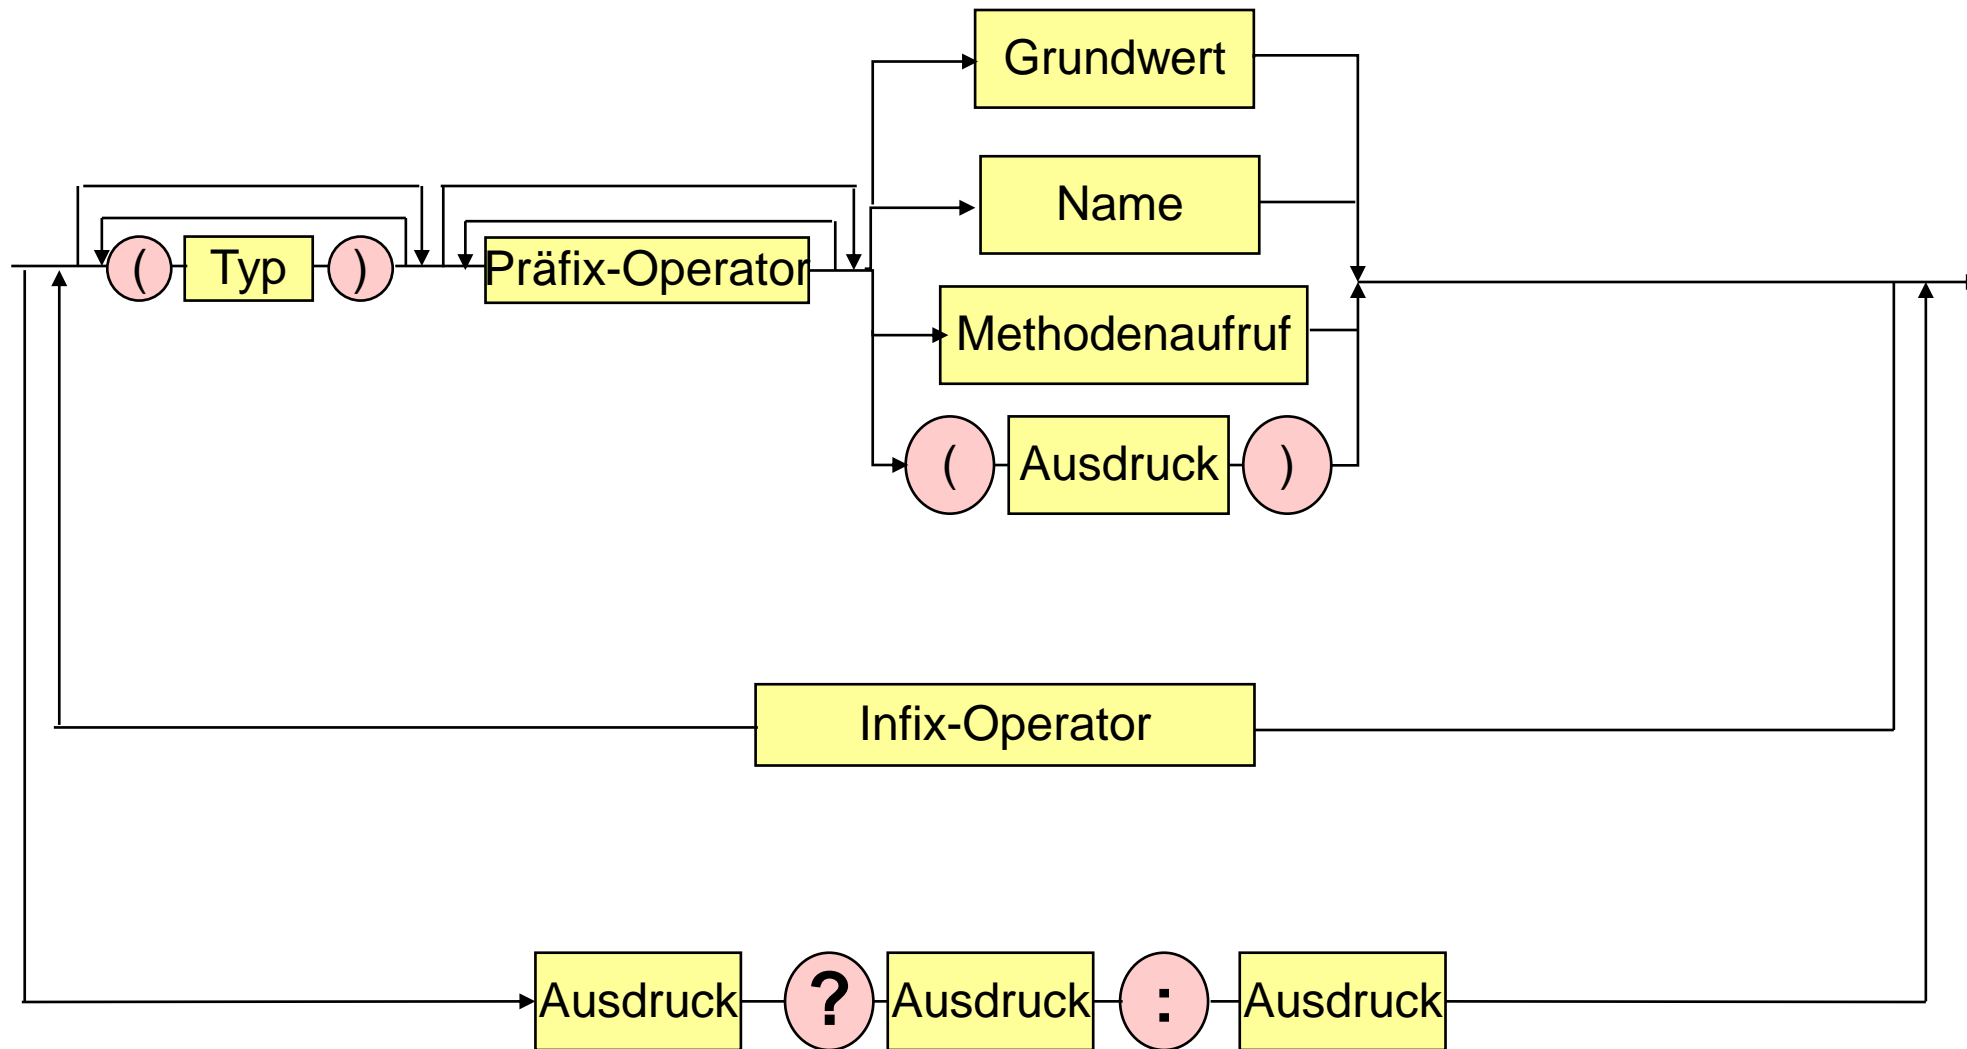 Grundwert
Name
( Typ ) Präfix-Operator
Methodenaufruf
( Ausdruck )
Infix-Operator
Ausdruck ? Ausdruck : Ausdruck